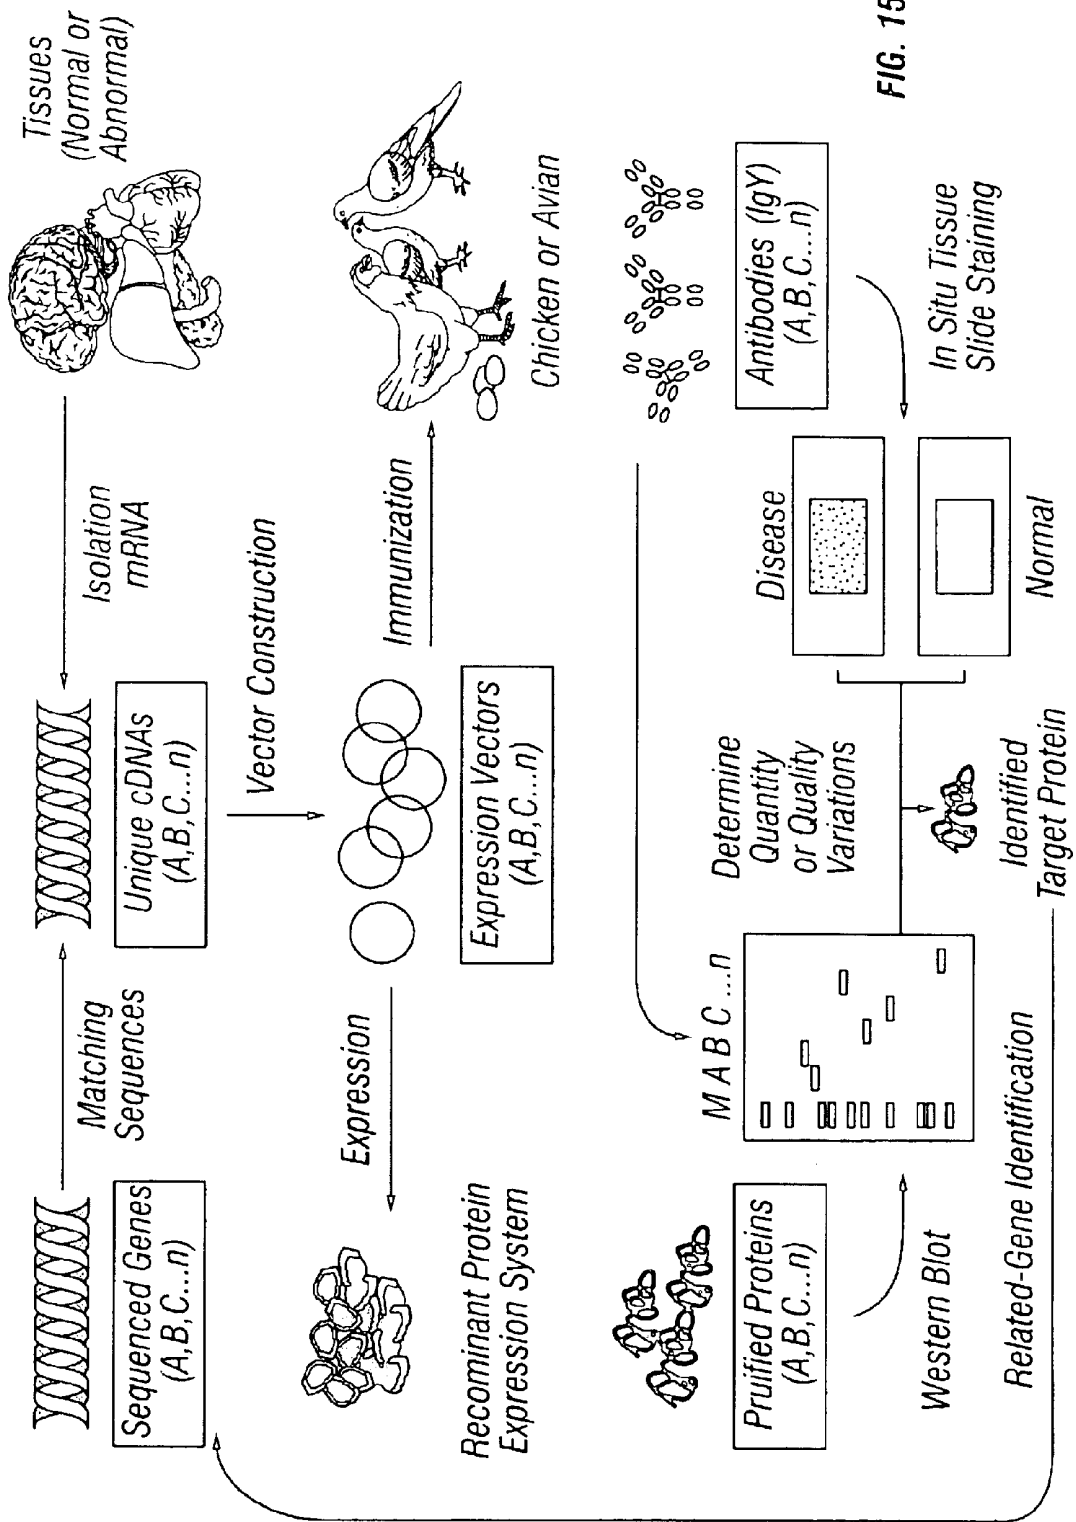 Tissues
(Normal or
Abnormal)
Isolation
mRNA
Matching
Sequences
Unique cDNAs
(A,B,C...n)
Sequenced Genes
(A,B,C...n)
Vector Construction
Immunization
Expression
Chicken or Avian
Expression Vectors
(A,B,C...n)
Recominant Protein
Expression System
Antibodies (IgY)
(A,B,C...n)
Pruified Proteins
(A,B,C...n)
M A B C ...n
Determine
Quantity
or Quality
Variations
Disease
Normal
In Situ Tissue
Slide Staining
Western Blot
Identified
Target Protein
Related-Gene Identification
FIG. 15